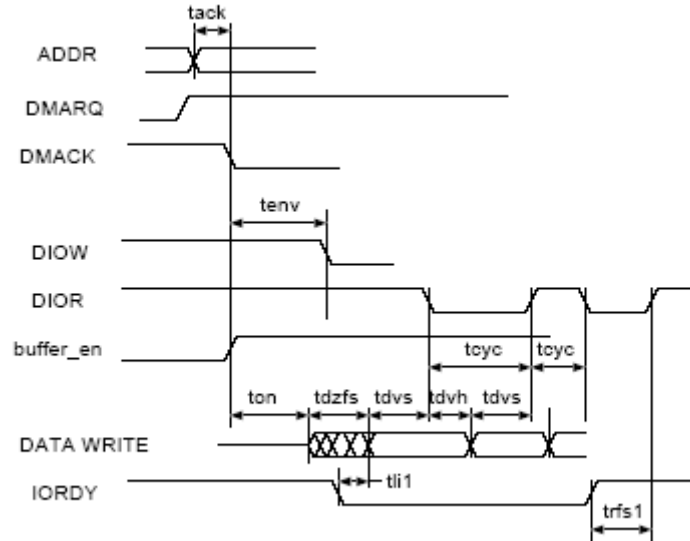 tack
ADDR
DMARQ
DMACK
tenv
DIOW
DIOR
buffer_en
tcyc tcyc
ton tdzfs tdvs tdvh tdvs
DATA WRITE
tli1
IORDY
trfs1